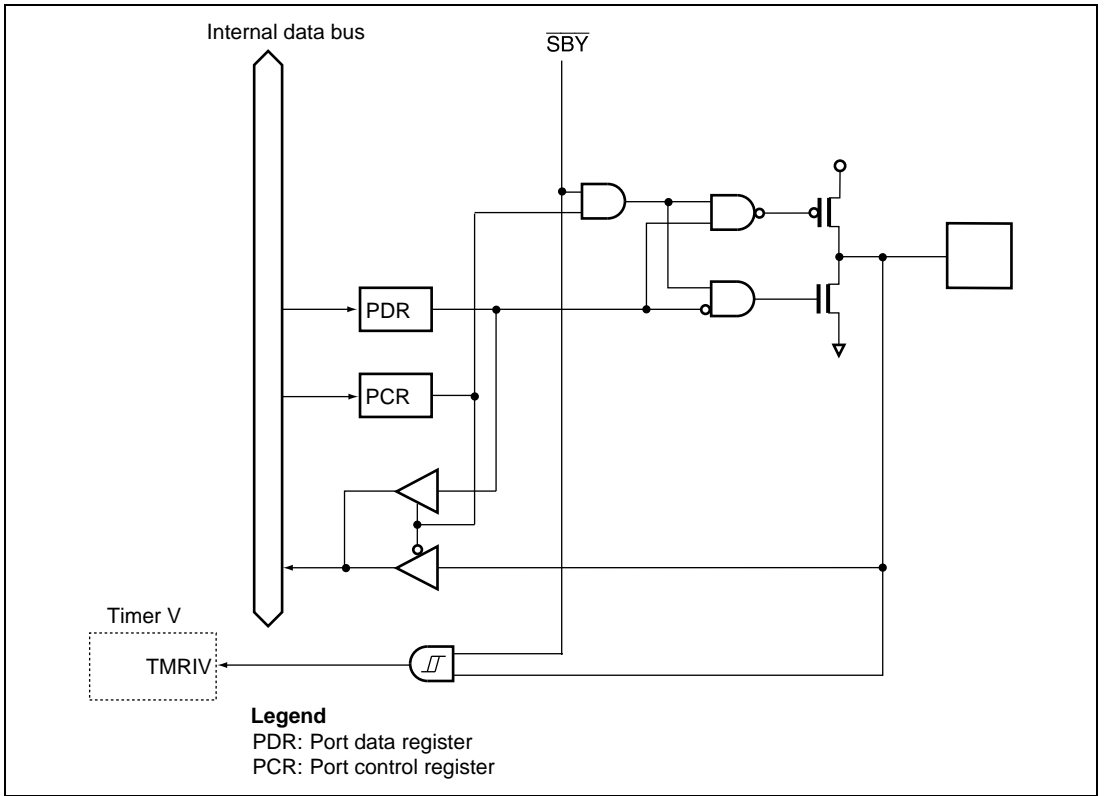 Internal data bus
SBY
PDR
PCR
Timer V
TMRIV
Legend
PDR: Port data register
PCR: Port control register